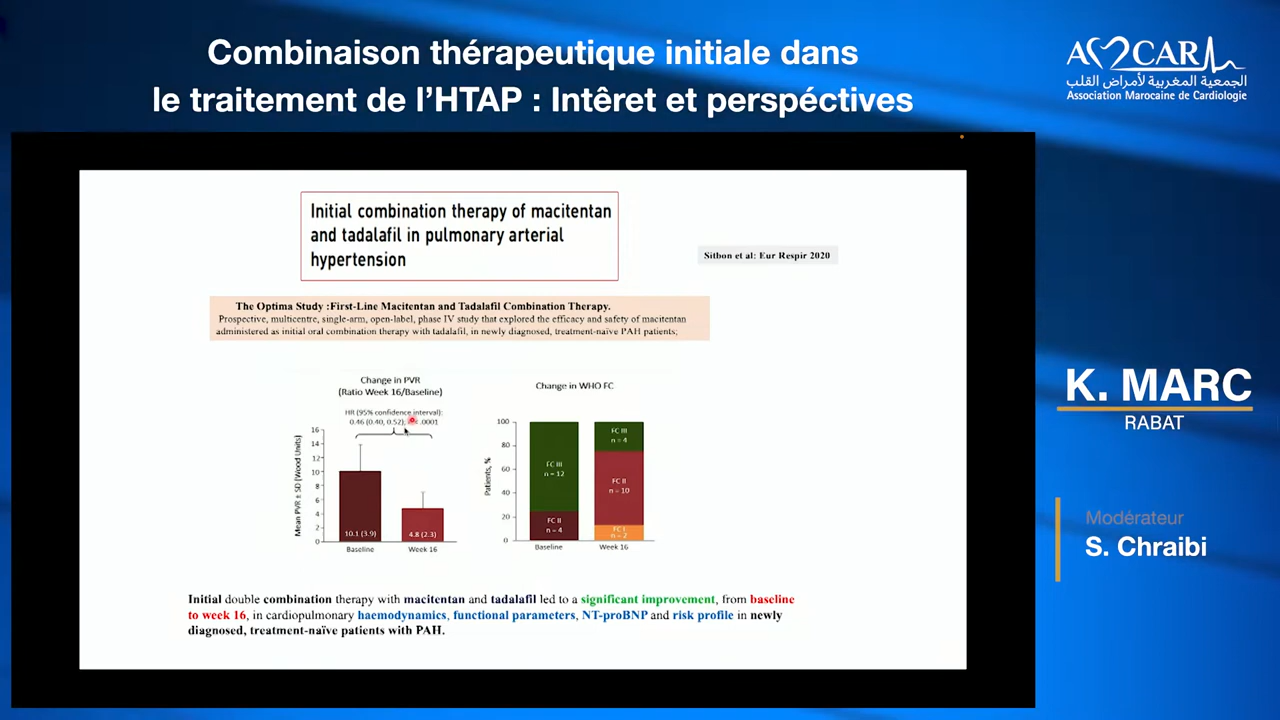 Combinaison thérapeutique initiale dans
le traitement de l'HTAP : Intêret et perspéctives
الجمعية المغربية لأمراض القلب
Association Marocaine de Cardiologie
Initial combination therapy of macitentan
and tadalafil in pulmonary arterial
hypertension
Sitbon et al: Eur Respir 2020
The Optima Study :First-Line Macitentan and Tadalafil Combination Therapy.
Prospective, multicentre, single-arm, open-label, phase IV study that explored the efficacy and safety of macitentan
administered as initial oral combination therapy with tadalafil, in newly diagnosed, treatment-naïve PAH patients;
Change in PVR
(Ratio Week 16/Baseline)
HR (95% confidence interval):
0.46 (0.40, 0.52); .0001
Mean PVR ± SD [Wood Units)
16
14
12
10
8
6
4
2
0
10.1 (3.9)
4.8 (2.3)
Baseline
Week 16
Change in WHO FC
Patients, %
100
80
60
40
20
0
FC III
n = 12
FC II
n = 4
FC III
n = 4
FC II
n = 10
FC I
n = 2
Baseline
Week 16
Initial double combination therapy with macitentan and tadalafil led to a significant improvement, from baseline
to week 16, in cardiopulmonary haemodynamics, functional parameters, NT-proBNP and risk profile in newly
diagnosed, treatment-naïve patients with PAH.
K. MARC
RABAT
Modérateur
S. Chraibi